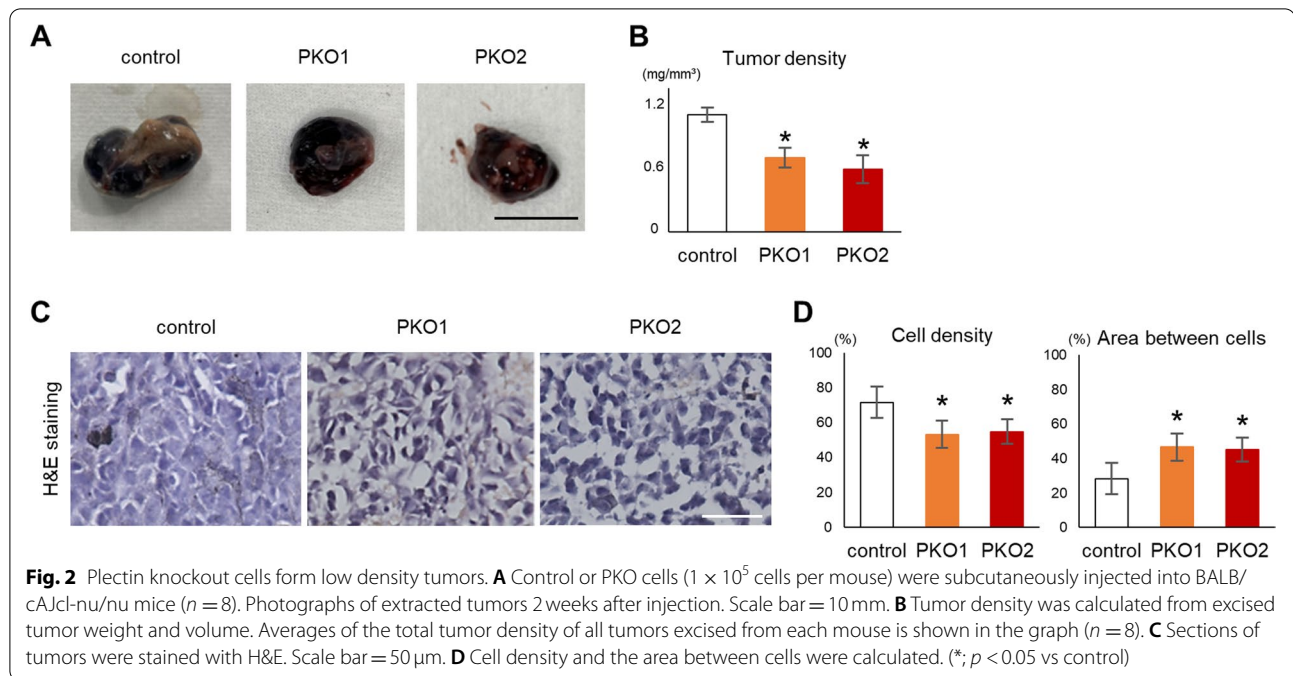 A
control
PKO1
PKO2
B
Tumor density
(mg/mm³)
1.2
0.6
0
*
*
control
PKO1
PKO2
C
control
PKO1
PKO2
H&E staining
D
(%)
Cell density
100
80
60
40
20
0
*
*
control
PKO1
PKO2
(%)
Area between cells
100
80
60
40
20
0
*
*
control
PKO1
PKO2
Fig. 2 Plectin knockout cells form low density tumors. A Control or PKO cells (1 × 10⁵ cells per mouse) were subcutaneously injected into BALB/
cAJcl-nu/nu mice (n = 8). Photographs of extracted tumors 2 weeks after injection. Scale bar = 10 mm. B Tumor density was calculated from excised
tumor weight and volume. Averages of the total tumor density of all tumors excised from each mouse is shown in the graph (n = 8). C Sections of
tumors were stained with H&E. Scale bar = 50 μm. D Cell density and the area between cells were calculated. (*; p < 0.05 vs control)